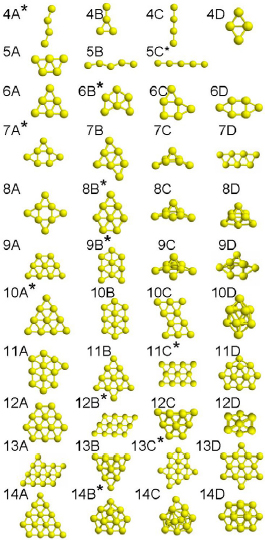 4A* 4B 4C 4D
5A 5B 5C*
6A 6B* 6C 6D
7A* 7B 7C 7D
8A 8B* 8C 8D
9A 9B* 9C 9D
10A* 10B 10C 10D
11A 11B 11C* 11D
12A 12B* 12C 12D
13A 13B 13C* 13D
14A 14B* 14C 14D